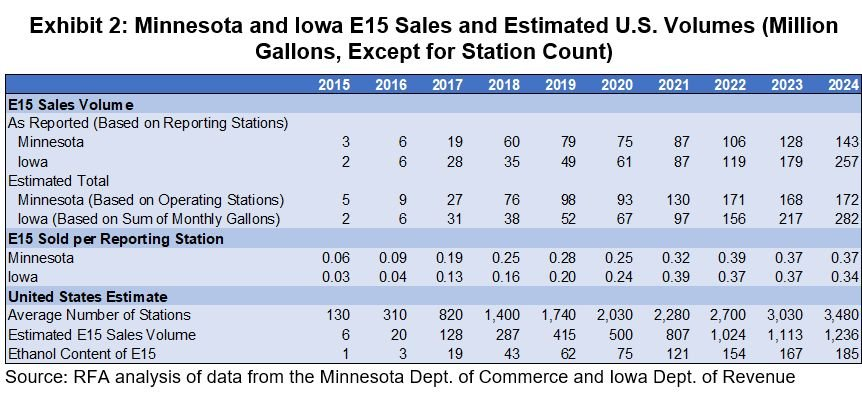 Exhibit 2: Minnesota and Iowa E15 Sales and Estimated U.S. Volumes (Million
Gallons, Except for Station Count)
2015 2016 2017 2018 2019 2020 2021 2022 2023 2024
E15 Sales Volume
As Reported (Based on Reporting Stations)
Minnesota 3 6 19 60 79 75 87 106 128 143
Iowa 2 6 28 35 49 61 87 119 179 257
Estimated Total
Minnesota (Based on Operating Stations) 5 9 27 76 98 93 130 171 168 172
Iowa (Based on Sum of Monthly Gallons) 2 6 31 38 52 67 97 156 217 282
E15 Sold per Reporting Station
Minnesota 0.06 0.09 0.19 0.25 0.28 0.25 0.32 0.39 0.37 0.37
Iowa 0.03 0.04 0.13 0.16 0.20 0.24 0.39 0.37 0.37 0.34
United States Estimate
Average Number of Stations 130 310 820 1,400 1,740 2,030 2,280 2,700 3,030 3,480
Estimated E15 Sales Volume 6 20 128 287 415 500 807 1,024 1,113 1,236
Ethanol Content of E15 1 3 19 43 62 75 121 154 167 185
Source: RFA analysis of data from the Minnesota Dept. of Commerce and Iowa Dept. of Revenue